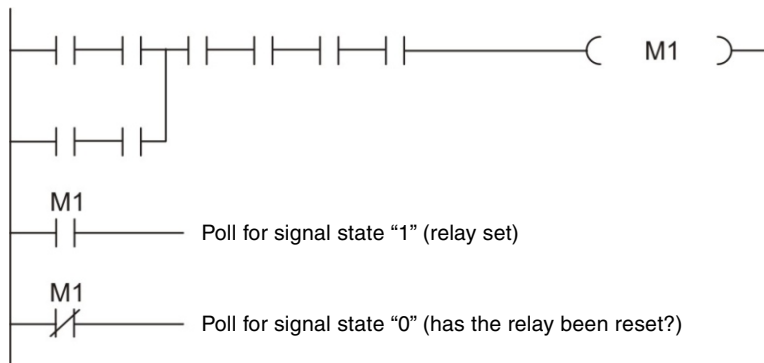 M1
M1
Poll for signal state “1” (relay set)
M1
Poll for signal state “0” (has the relay been reset?)